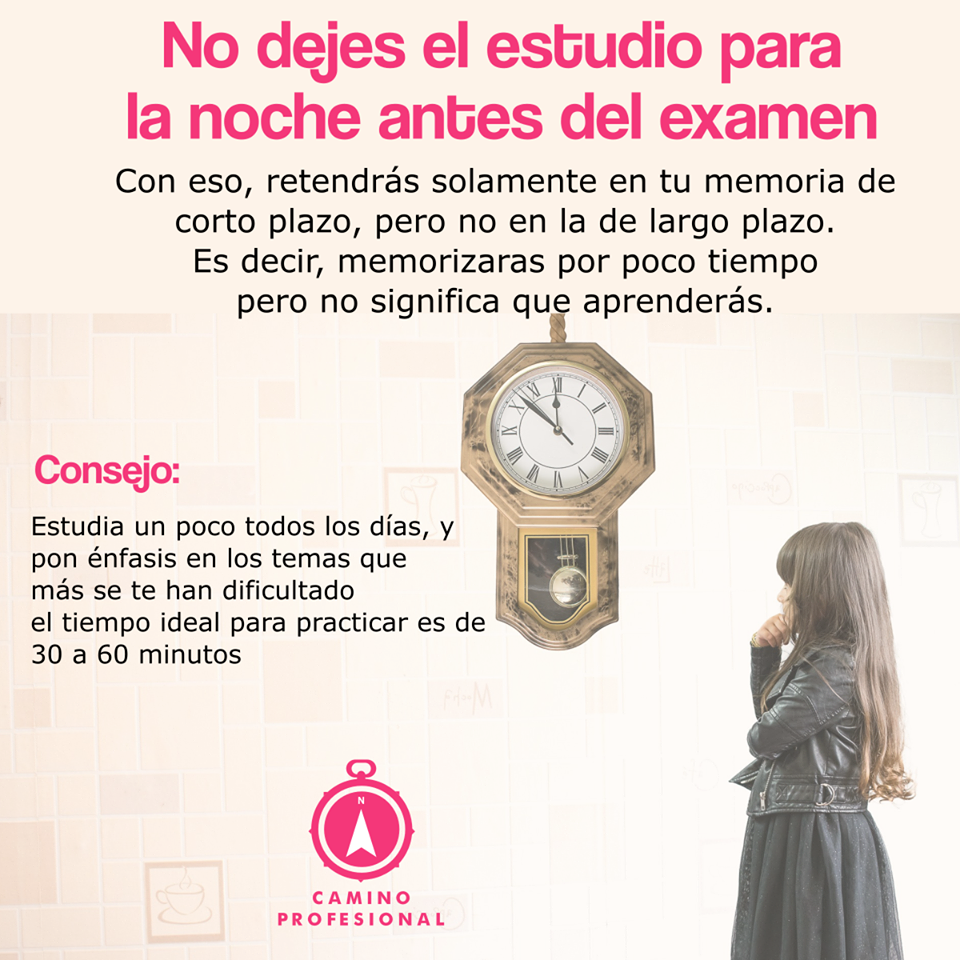 No dejes el estudio para
la noche antes del examen
Con eso, retendrás solamente en tu memoria de
corto plazo, pero no en la de largo plazo.
Es decir, memorizaras por poco tiempo
pero no significa que aprenderás.
Consejo:
Estudia un poco todos los días, y
pon énfasis en los temas que
más se te han dificultado
el tiempo ideal para practicar es de
30 a 60 minutos
N
CAMINO
PROFESIONAL